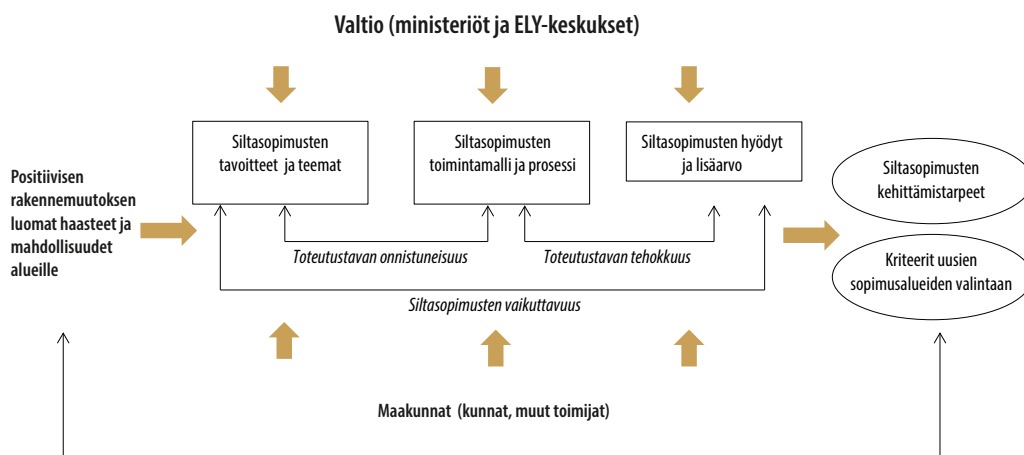 Valtio (ministeriöt ja ELY-keskukset)
Siltasopimusten
tavoitteet ja teemat
Siltasopimusten
toimintamalli ja prosessi
Siltasopimusten hyödyt
ja lisäarvo
Positiivisen
rakennemuutoksen
luomat haasteet ja
mahdollisuudet
alueille
Siltasopimusten
kehittämistarpeet
Kriteerit uusien
sopimusalueiden valintaan
Toteutustavan onnistuneisuus
Toteutustavan tehokkuus
Siltasopimusten vaikuttavuus
Maakunnat (kunnat, muut toimijat)